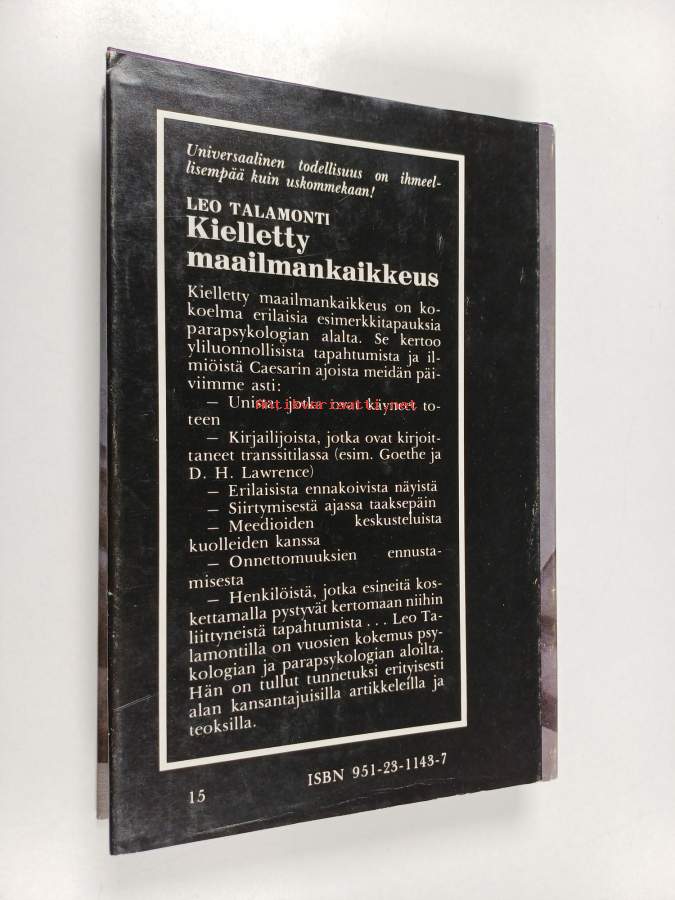 Universaalinen todellisuus on ihmeel-
lisempää kuin uskommekaan!
LEO TALAMONTI
Kielletty
maailmankaikkeus
Kielletty maailmankaikkeus on ko-
koelma erilaisia esimerkkitapauksia
parapsykologian alalta. Se kertoo
yliluonnollisista tapahtumista ja il-
miöistä Caesarin ajoista meidän päi-
viimme asti:
— Unista, jotka ovat käyneet to-
teen
— Kirjailijoista, jotka ovat kirjoit-
taneet transsitilassa (esim. Goethe ja
D. H. Lawrence)
— Erilaisista ennakoivista näyistä
— Siirtymisestä ajassa taaksepäin
— Meedioiden keskusteluista
kuolleiden kanssa
— Onnettomuuksien ennusta-
misesta
— Henkilöistä, jotka esineitä kos-
kettamalla pystyvät kertomaan niihin
liittyneistä tapahtumista . . . Leo Ta-
lamontilla on vuosien kokemus psy-
kologian ja parapsykologian aloilta.
Hän on tullut tunnetuksi erityisesti
alan kansantajuisilla artikkeleilla ja
teoksilla.
15
ISBN 951-23-1143-7